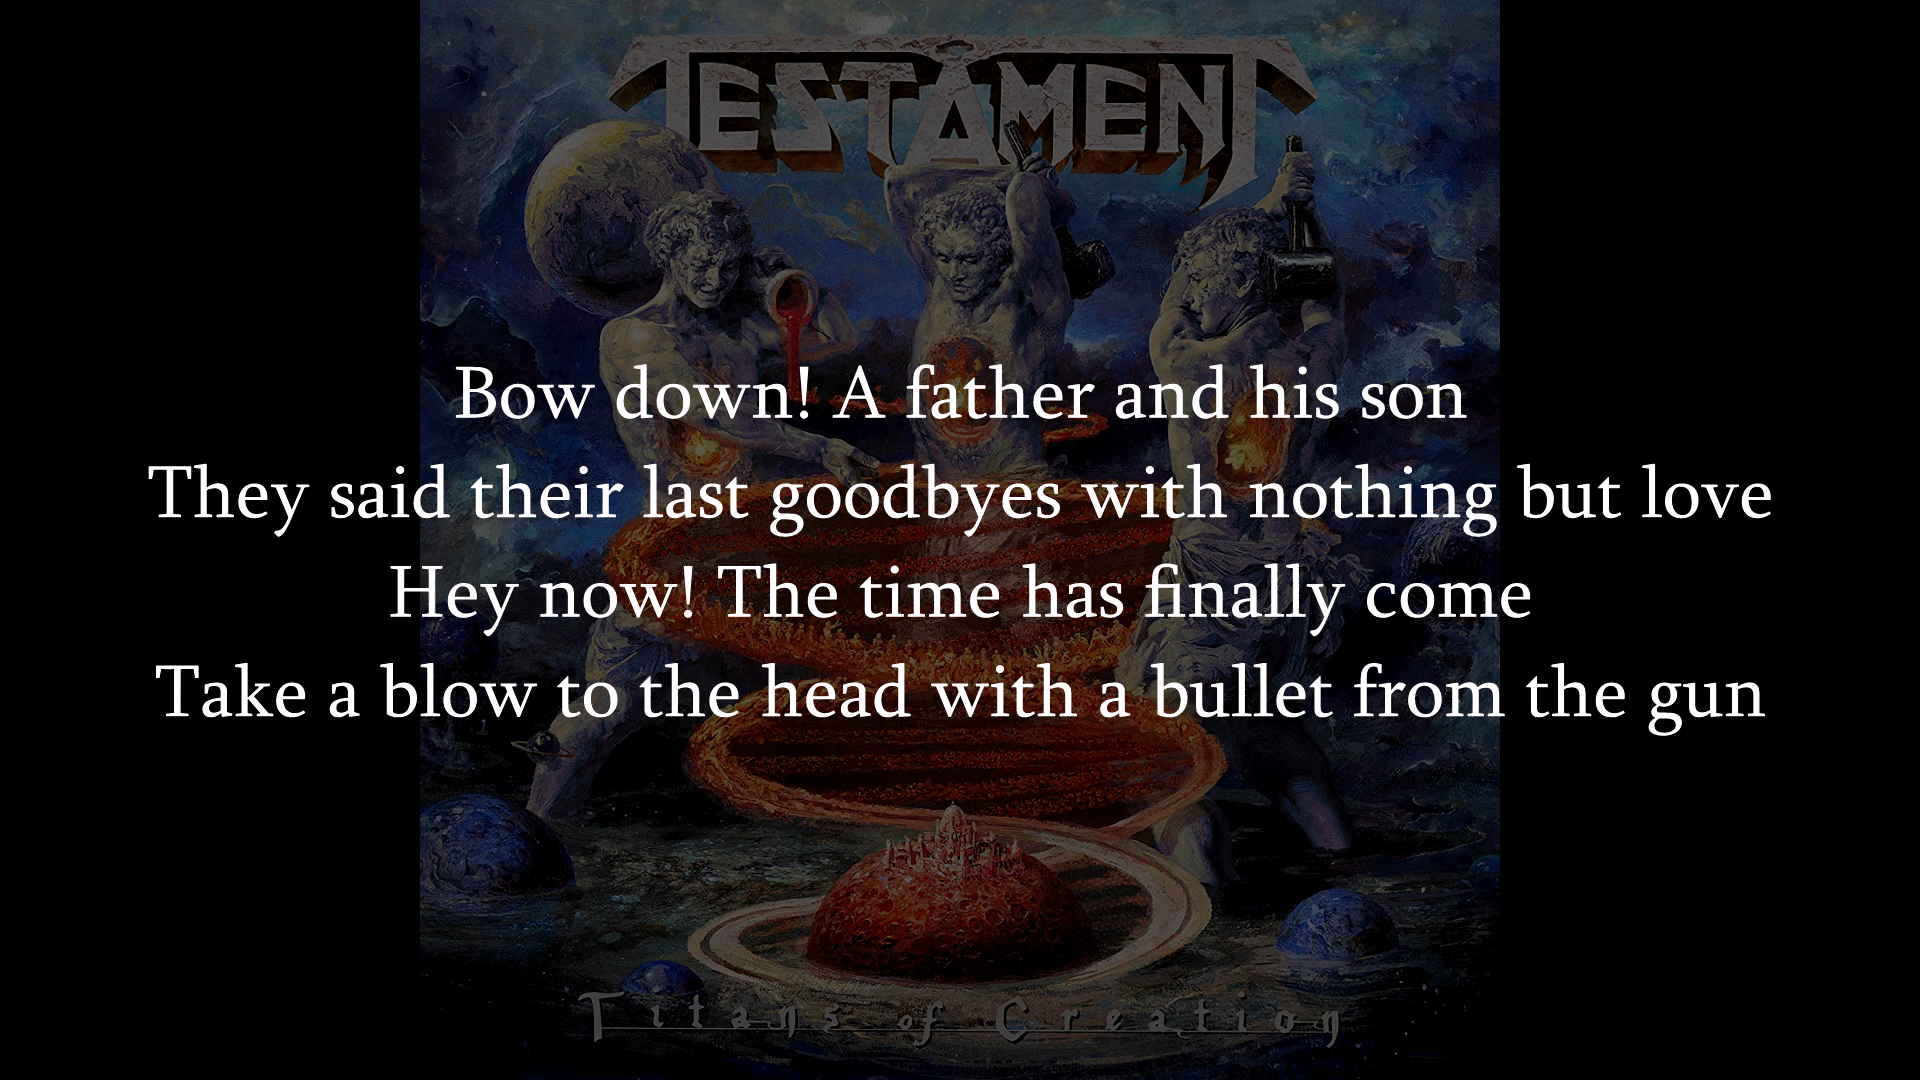 TESTAMENT
Bow down! A father and his son
They said their last goodbyes with nothing but love
Hey now! The time has finally come
Take a blow to the head with a bullet from the gun
Titans of Creation